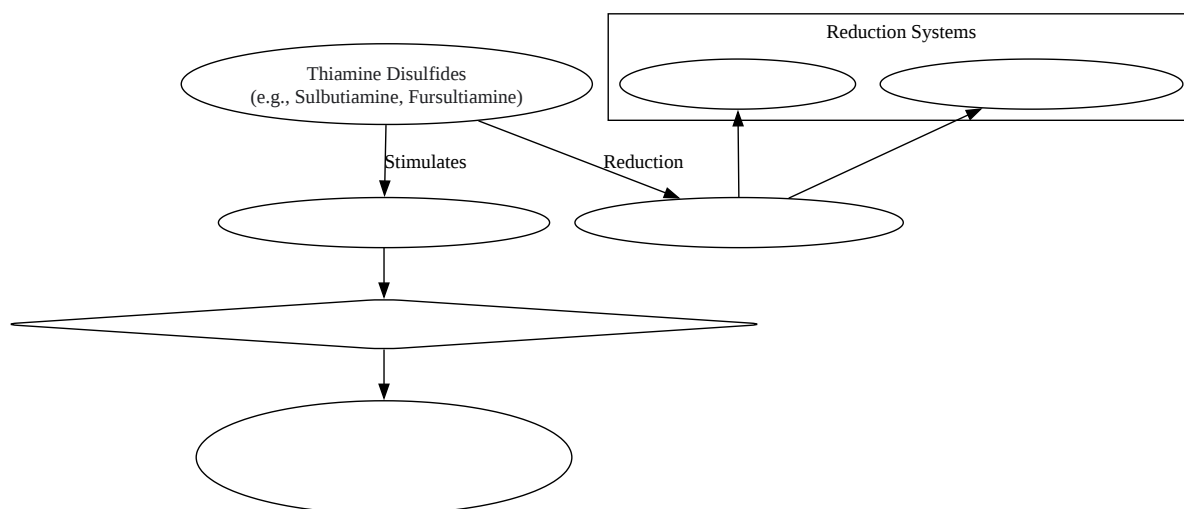 Reduction Systems
Thiamine Disulfides
(e.g., Sulbutiamine, Fursultiamine)
Stimulates
Reduction